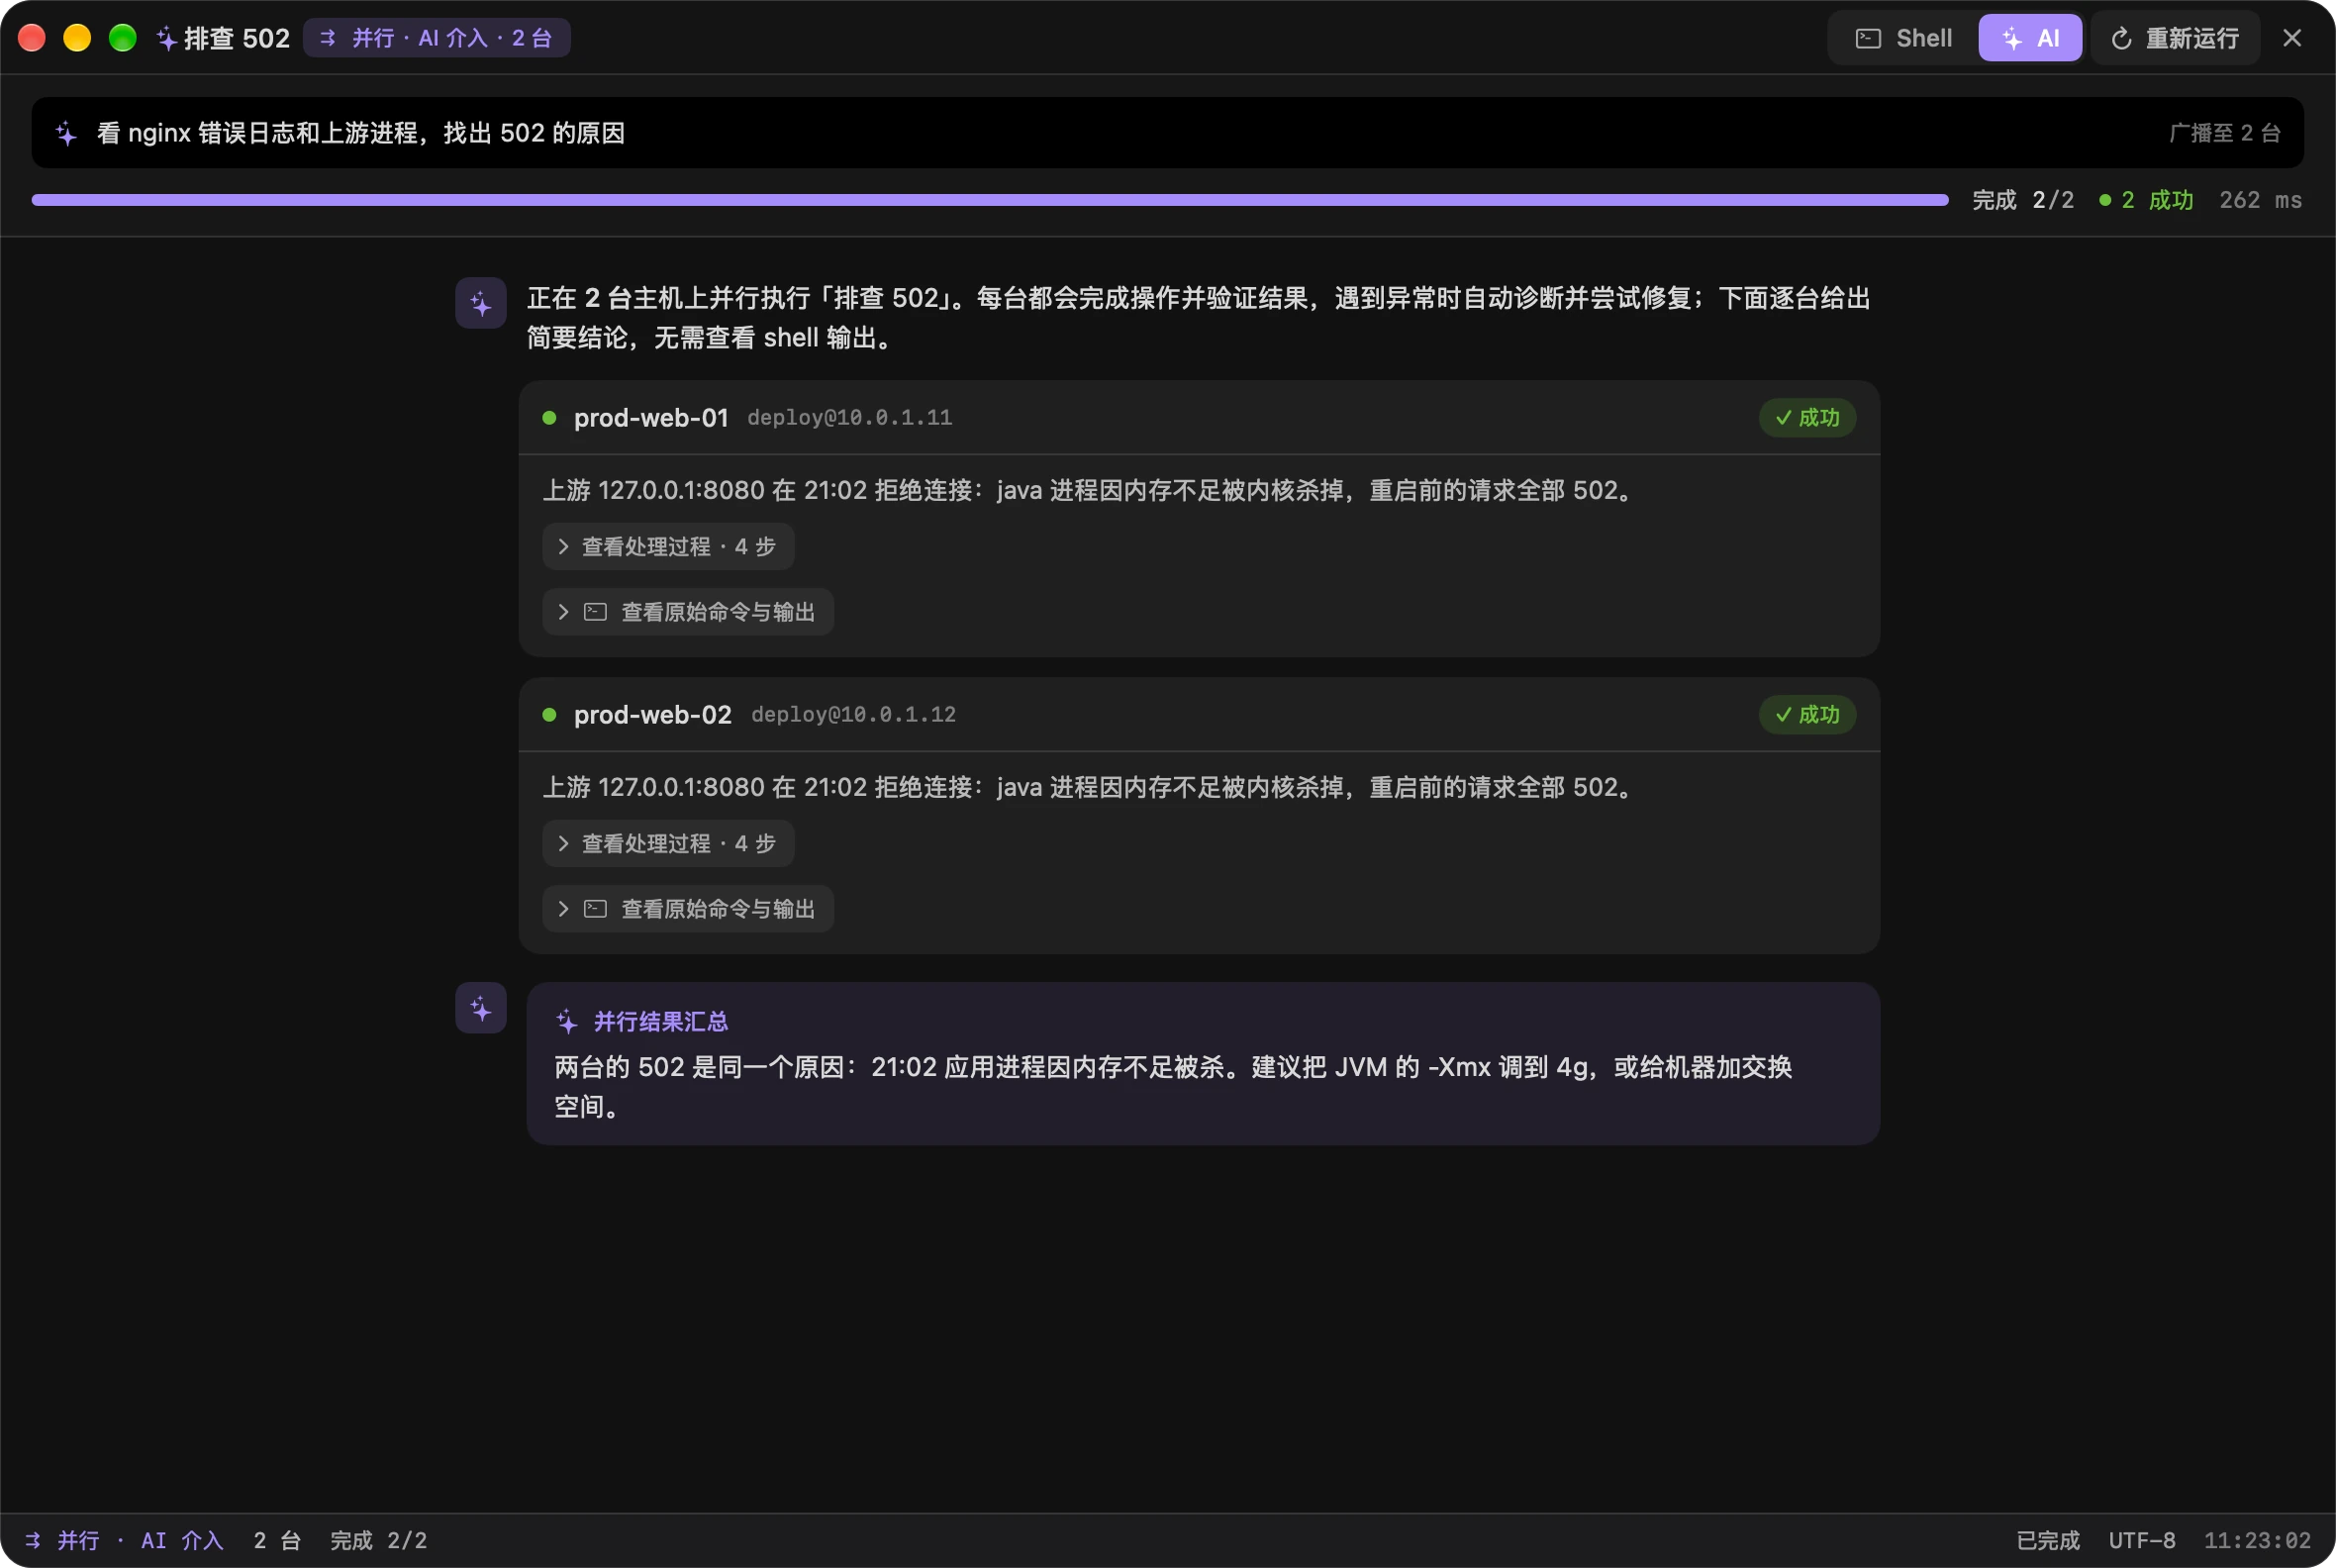 排查 502
并行 · AI 介入 · 2 台
Shell
AI
重新运行
看 nginx 错误日志和上游进程，找出 502 的原因
广播至 2 台
完成 2/2
2 成功
262 ms
正在 2 台主机上并行执行「排查 502」。每台都会完成操作并验证结果，遇到异常时自动诊断并尝试修复；下面逐台给出
简要结论，无需查看 shell 输出。
prod-web-01 deploy@10.0.1.11
成功
上游 127.0.0.1:8080 在 21:02 拒绝连接：java 进程因内存不足被内核杀掉，重启前的请求全部 502。
查看处理过程 · 4 步
查看原始命令与输出
prod-web-02 deploy@10.0.1.12
成功
上游 127.0.0.1:8080 在 21:02 拒绝连接：java 进程因内存不足被内核杀掉，重启前的请求全部 502。
查看处理过程 · 4 步
查看原始命令与输出
并行结果汇总
两台的 502 是同一个原因：21:02 应用进程因内存不足被杀。建议把 JVM 的 -Xmx 调到 4g，或给机器加交换
空间。
并行 · AI 介入 2 台 完成 2/2
已完成 UTF-8 11:23:02